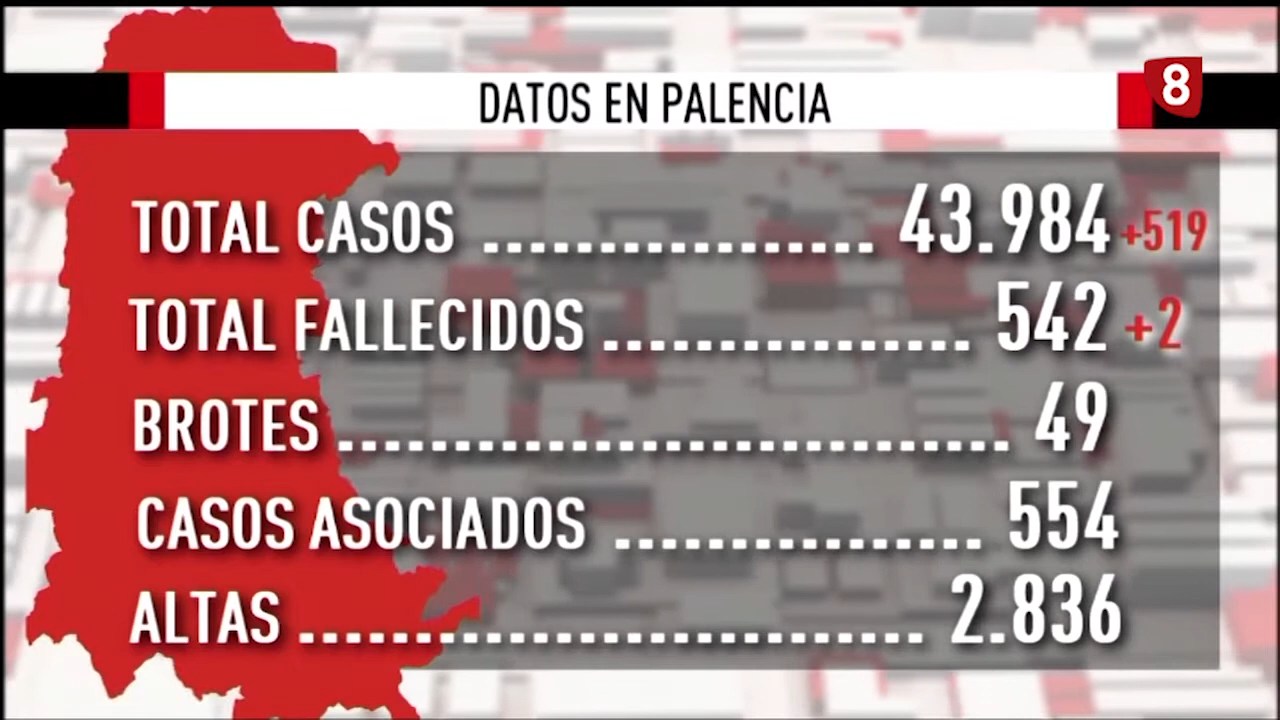 8
DATOS EN PALENCIA
TOTAL CASOS ................. 43.984 +519
TOTAL FALLECIDOS ................ 542 +2
BROTES ............................. 49
CASOS ASOCIADOS ................ 554
ALTAS ........................... 2.836